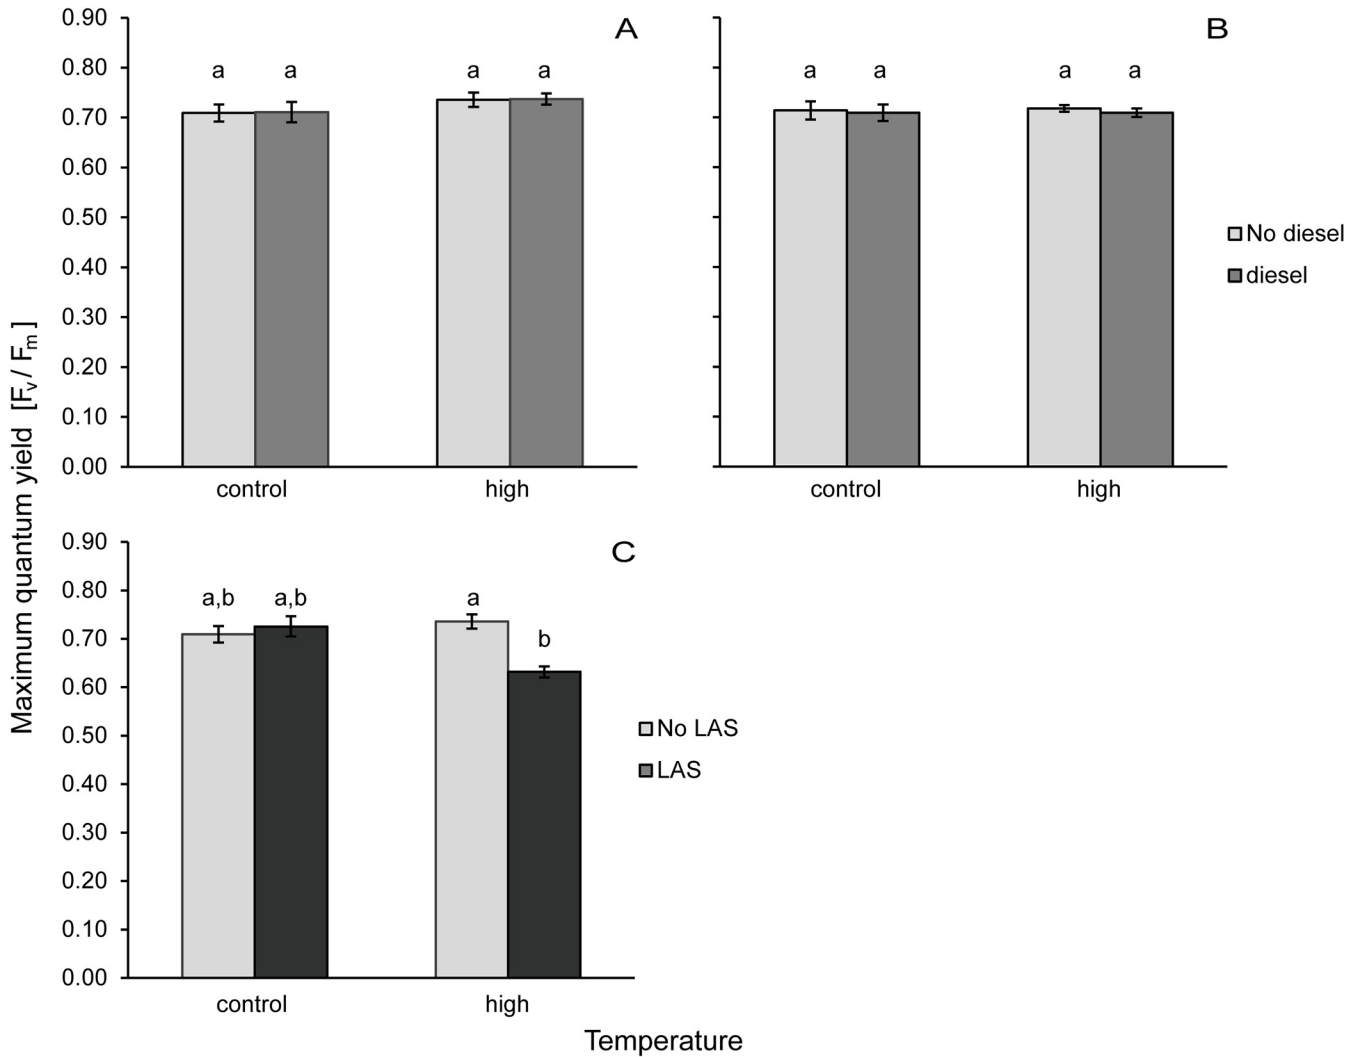 Maximum quantum yield [Fv / Fm ]
A
0.90
0.80
0.70
0.60
0.50
0.40
0.30
0.20
0.10
0.00
a a a a
control high
B
a a a a
control high
No diesel
diesel
C
0.90
0.80
0.70
0.60
0.50
0.40
0.30
0.20
0.10
0.00
a,b a,b a b
control high
No LAS
LAS
Temperature